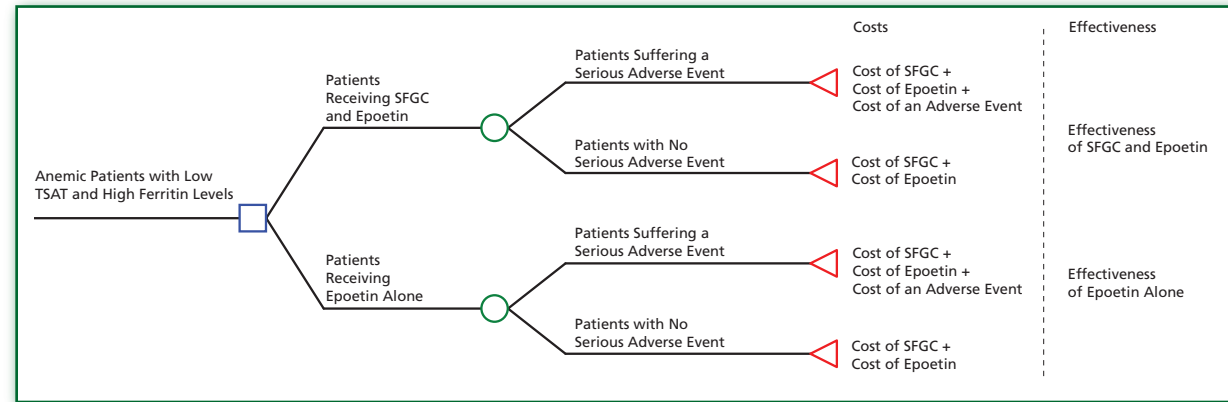 Costs
Effectiveness
Patients Suffering a
Serious Adverse Event
Cost of SFGC +
Cost of Epoetin +
Cost of an Adverse Event
Patients
Receiving SFGC
and Epoetin
Effectiveness
of SFGC and Epoetin
Patients with No
Serious Adverse Event
Cost of SFGC +
Cost of Epoetin
Anemic Patients with Low
TSAT and High Ferritin Levels
Patients Suffering a
Serious Adverse Event
Cost of SFGC +
Cost of Epoetin +
Cost of an Adverse Event
Patients
Receiving
Epoetin Alone
Effectiveness
of Epoetin Alone
Patients with No
Serious Adverse Event
Cost of SFGC +
Cost of Epoetin